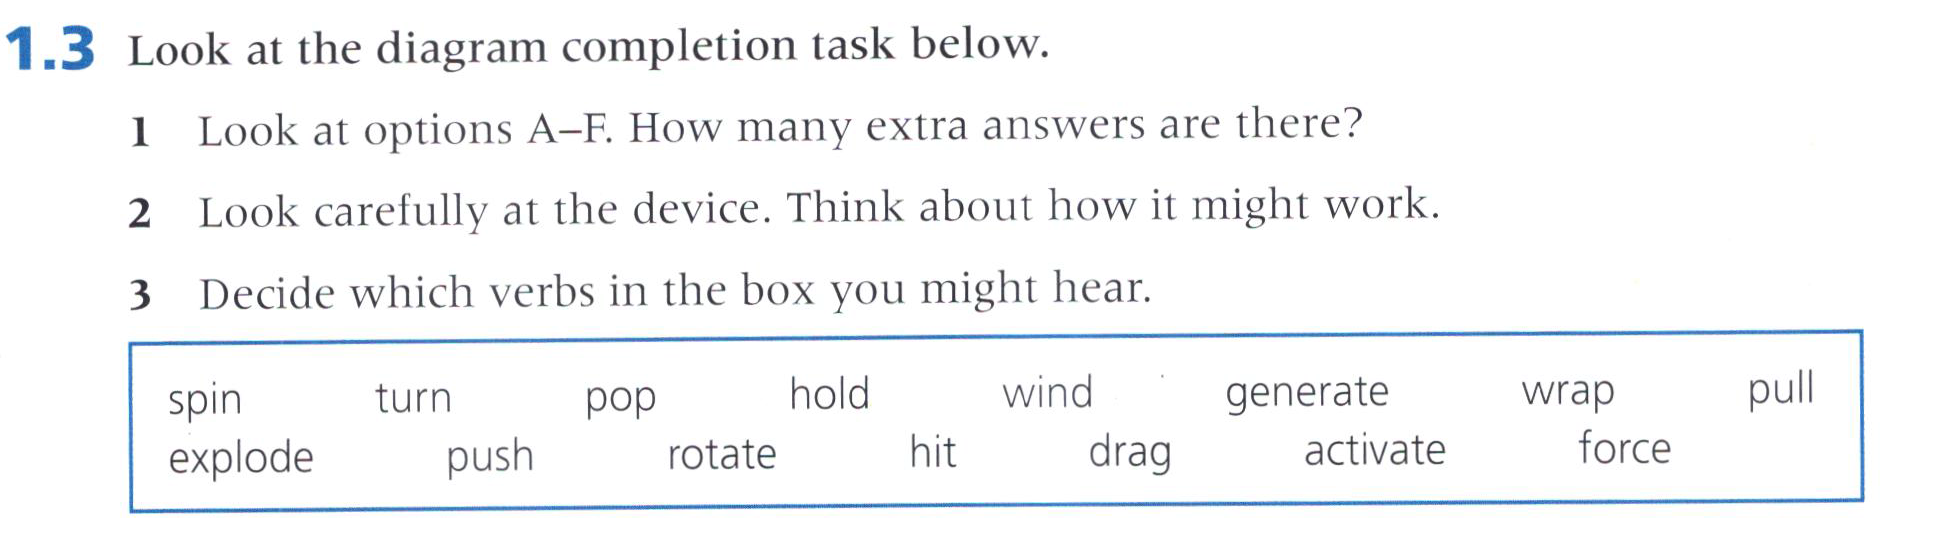 1.3 Look at the diagram completion task below.
1 Look at options A–F. How many extra answers are there?
2 Look carefully at the device. Think about how it might work.
3 Decide which verbs in the box you might hear.
spin turn pop hold wind generate wrap pull
explode push rotate hit drag activate force